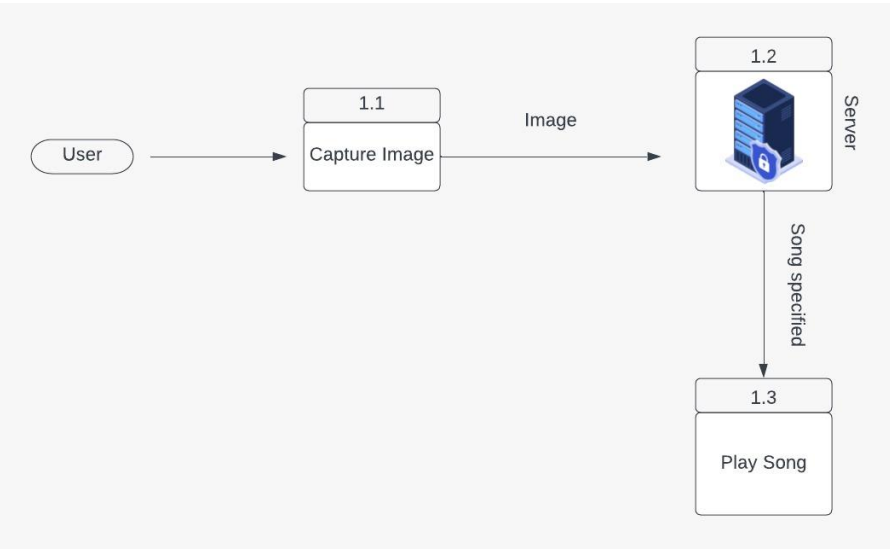 1.2
1.1
Server
Image
User
Capture Image
Song specified
1.3
Play Song